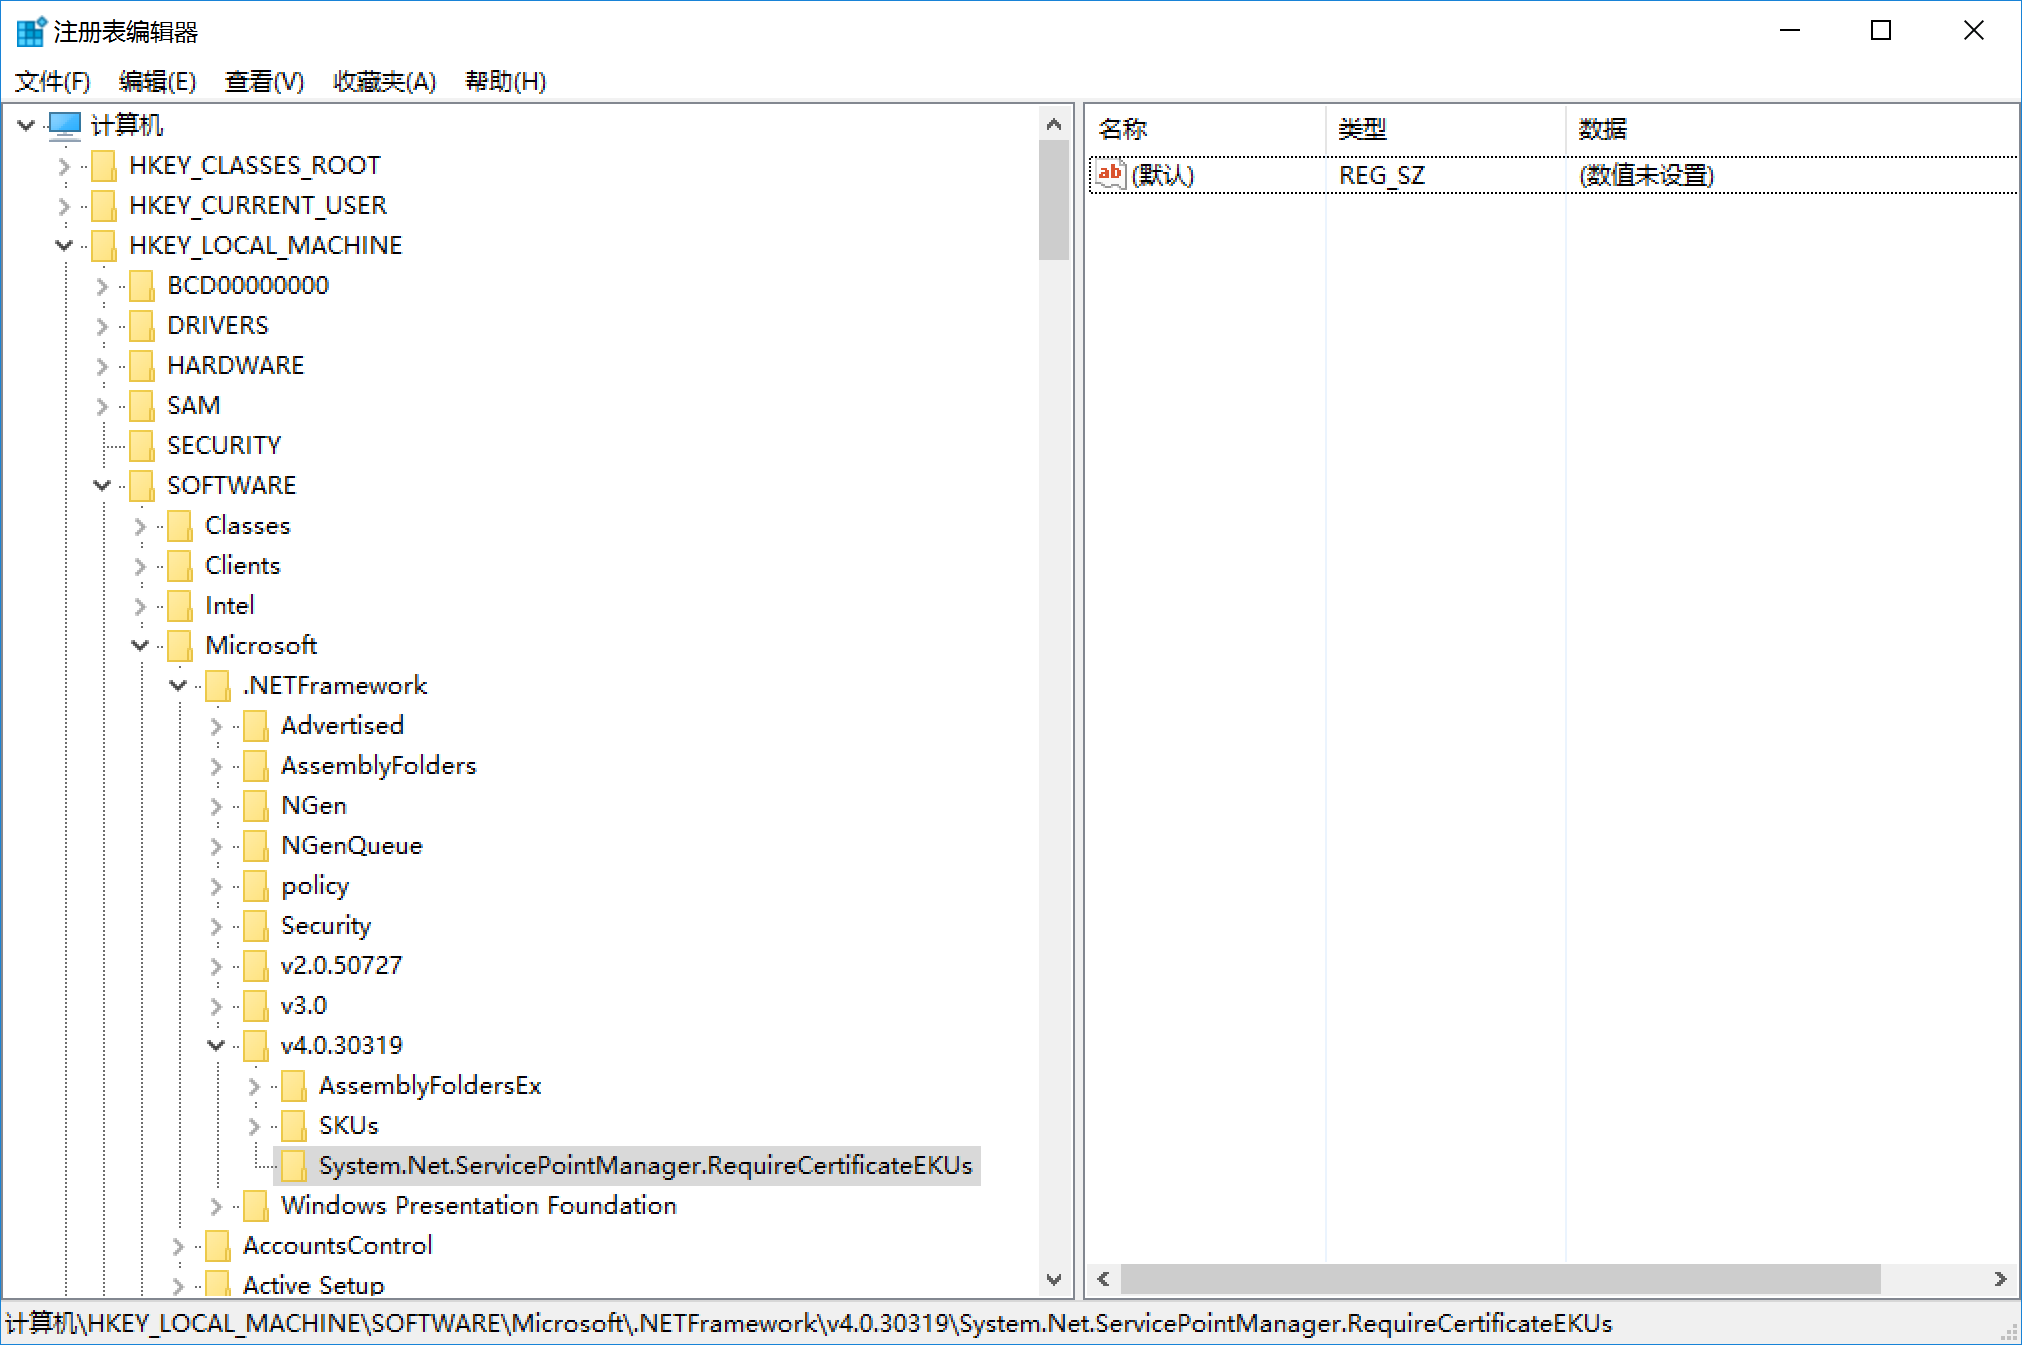 注册表编辑器
文件(F) 编辑(E) 查看(V) 收藏夹(A) 帮助(H)
计算机
HKEY_CLASSES_ROOT
HKEY_CURRENT_USER
HKEY_LOCAL_MACHINE
BCD00000000
DRIVERS
HARDWARE
SAM
SECURITY
SOFTWARE
Classes
Clients
Intel
Microsoft
.NETFramework
Advertised
AssemblyFolders
NGen
NGenQueue
policy
Security
v2.0.50727
v3.0
v4.0.30319
AssemblyFoldersEx
SKUs
System.Net.ServicePointManager.RequireCertificateEKUs
Windows Presentation Foundation
AccountsControl
Active Setup
名称 类型 数据
ab (默认) REG_SZ (数值未设置)
计算机\HKEY_LOCAL_MACHINE\SOFTWARE\Microsoft\.NETFramework\v4.0.30319\System.Net.ServicePointManager.RequireCertificateEKUs